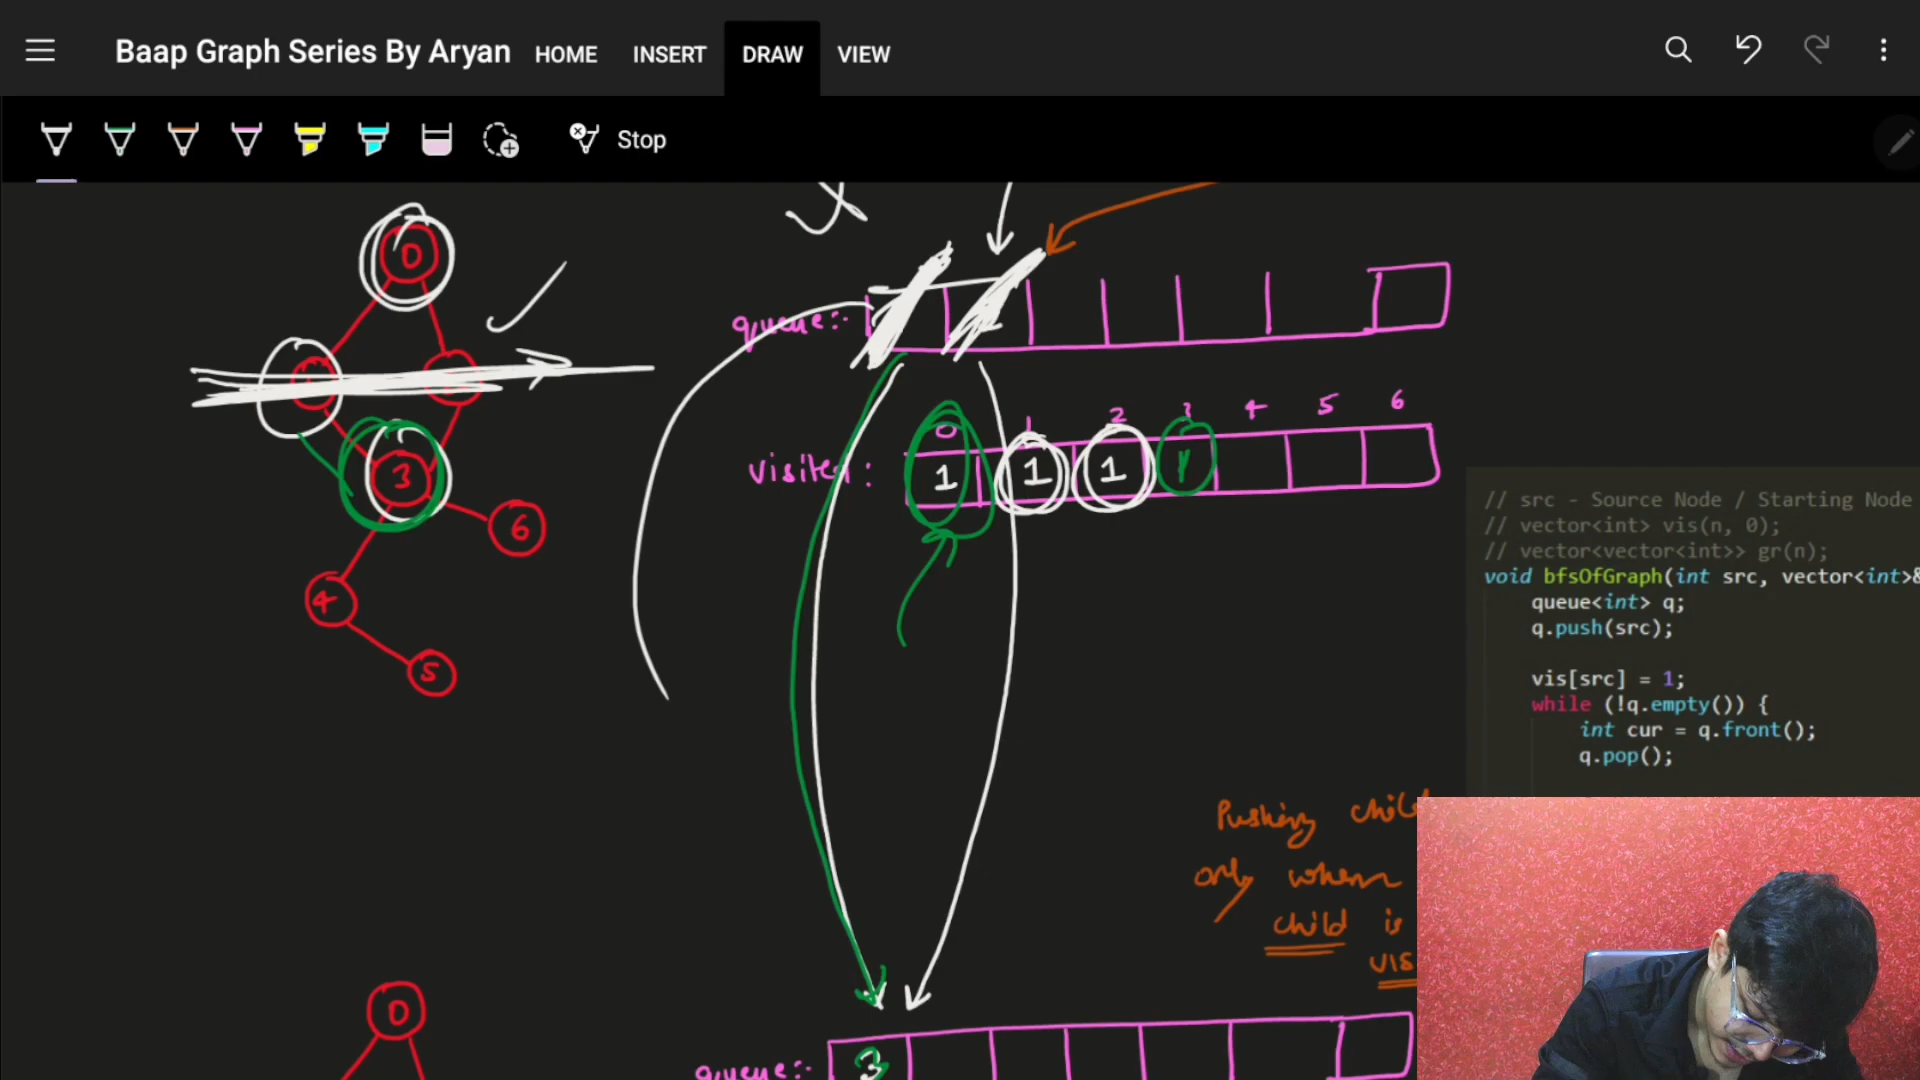 Baap Graph Series By Aryan HOME INSERT DRAW VIEW
Stop
0
queue:-
0 1 2 3 4 5 6
visited: 1 1 1 1
3
6
4
5
// src - Source Node / Starting Node
// vector<int> vis(n, 0);
// vector<vector<int>> gr(n);
void bfsOfGraph(int src, vector<int>&
queue<int> q;
q.push(src);
vis[src] = 1;
while (!q.empty()) {
int cur = q.front();
q.pop();
Pushing child
only when
child is
vis
0
queue:- 3